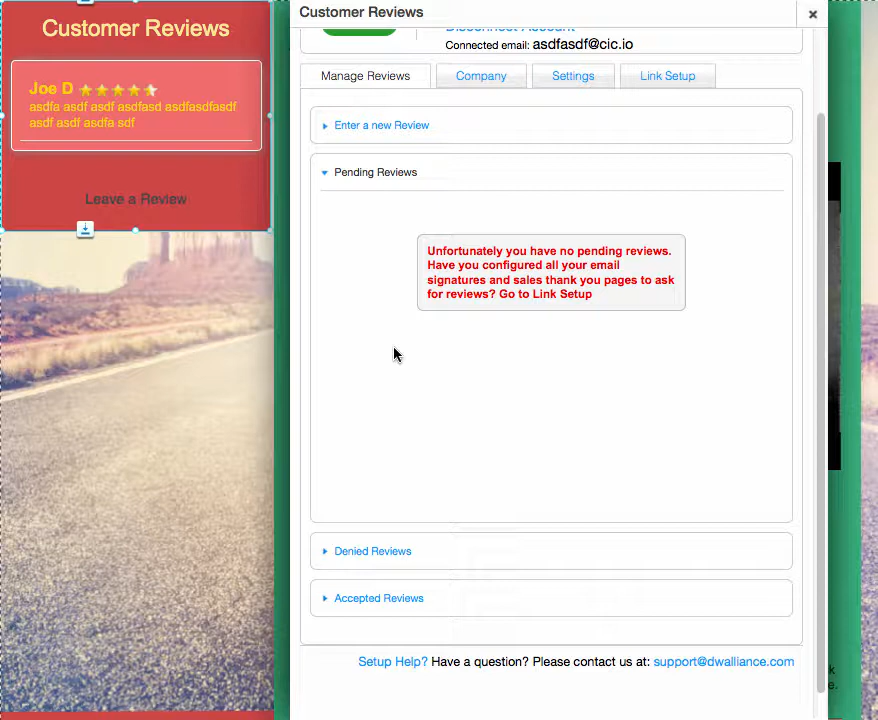 Customer Reviews
Joe D
asdfa asdf asdf asdfasd asdfasdfasdf
asdf asdf asdfa sdf
Leave a Review
Customer Reviews
Disconnect Account
Connected email: asdfasdf@cic.io
Manage Reviews
Company
Settings
Link Setup
Enter a new Review
Pending Reviews
Unfortunately you have no pending reviews.
Have you configured all your email
signatures and sales thank you pages to ask
for reviews? Go to Link Setup
Denied Reviews
Accepted Reviews
Setup Help? Have a question? Please contact us at: support@dwalliance.com